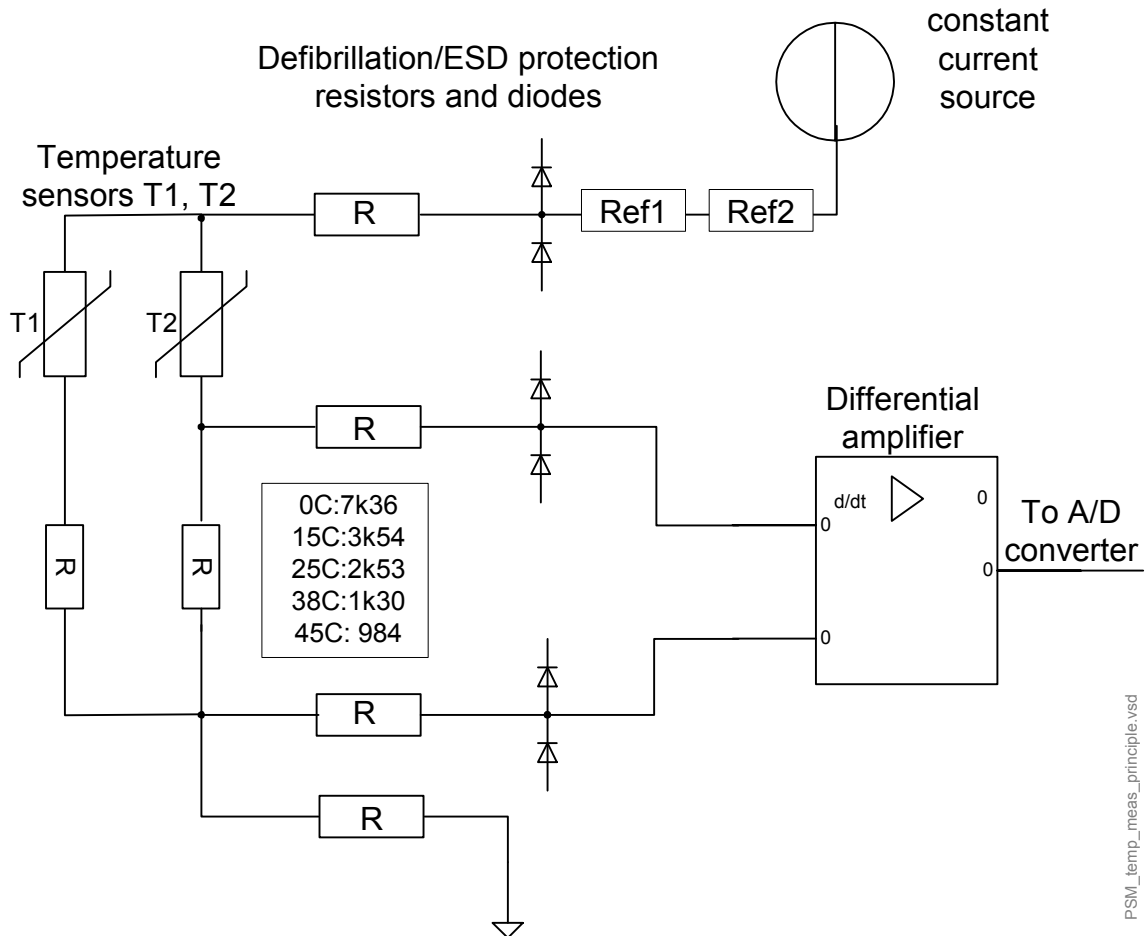 constant
current
source
Defibrillation/ESD protection
resistors and diodes
Temperature
sensors T1, T2
R
Ref1
Ref2
T1
T2
R
Differential
amplifier
0C:7k36
15C:3k54
25C:2k53
38C:1k30
45C: 984
d/dt
0
0
To A/D
converter
0
R
R
0
R
R
PSM_temp_meas_principle.vsd